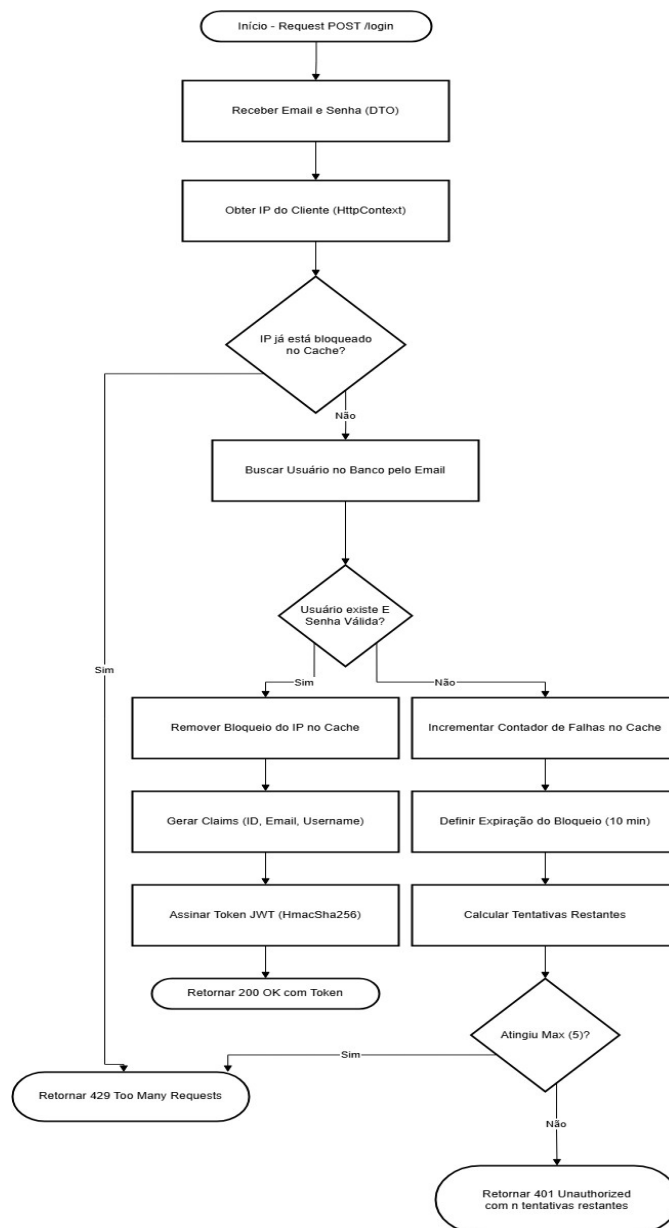 Início - Request POST /login
Receber Email e Senha (DTO)
Obter IP do Cliente (HttpContext)
IP já está bloqueado
no Cache?
Não
Buscar Usuário no Banco pelo Email
Usuário existe E
Senha Válida?
Sim
Sim
Não
Remover Bloqueio do IP no Cache
Incrementar Contador de Falhas no Cache
Gerar Claims (ID, Email, Username)
Definir Expiração do Bloqueio (10 min)
Assinar Token JWT (HmacSha256)
Calcular Tentativas Restantes
Retornar 200 OK com Token
Atingiu Max (5)?
Sim
Retornar 429 Too Many Requests
Não
Retornar 401 Unauthorized
com n tentativas restantes